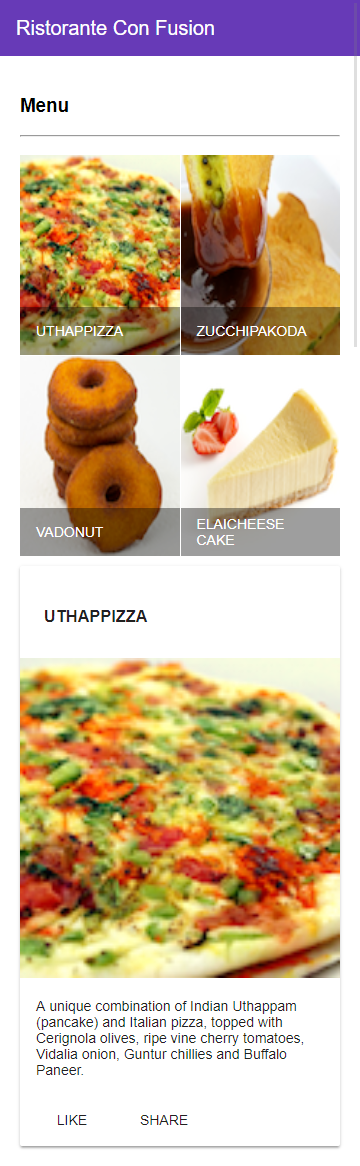 Ristorante Con Fusion
Menu
UTHAPPIZZA
ZUCCHIPAKODA
VADONUT
ELAICHEESE
CAKE
UTHAPPIZZA
A unique combination of Indian Uthappam
(pancake) and Italian pizza, topped with
Cerignola olives, ripe vine cherry tomatoes,
Vidalia onion, Guntur chillies and Buffalo
Paneer.
LIKE
SHARE